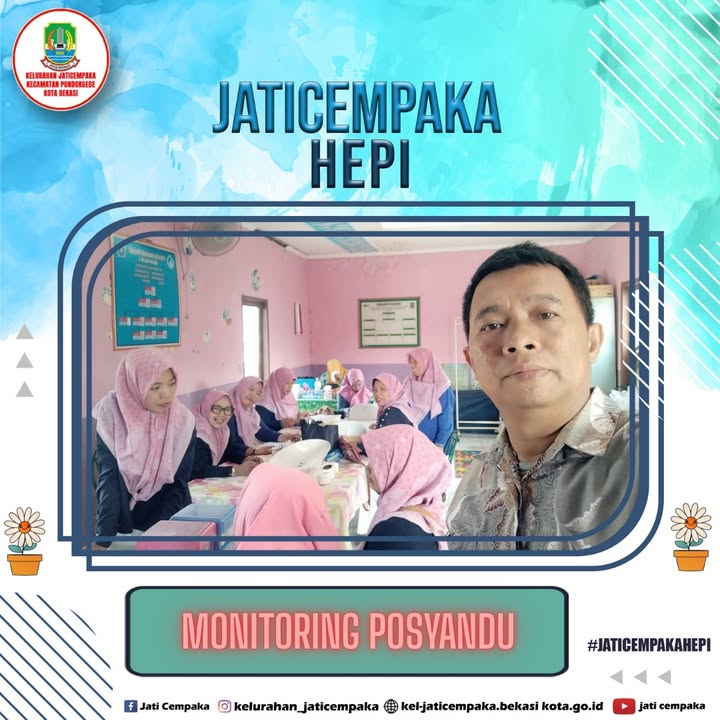 KELURAHAN JATICEMPAKA
KECAMATAN PONDOKGEDE
KOTA BEKASI
JATICEMPAKA
HEPI
MONITORING POSYANDU
#JATICEMPAKAHEPI
Jati Cempaka kelurahan_jaticempaka kel-jaticempaka.bekasi kota.go.id jati cempaka